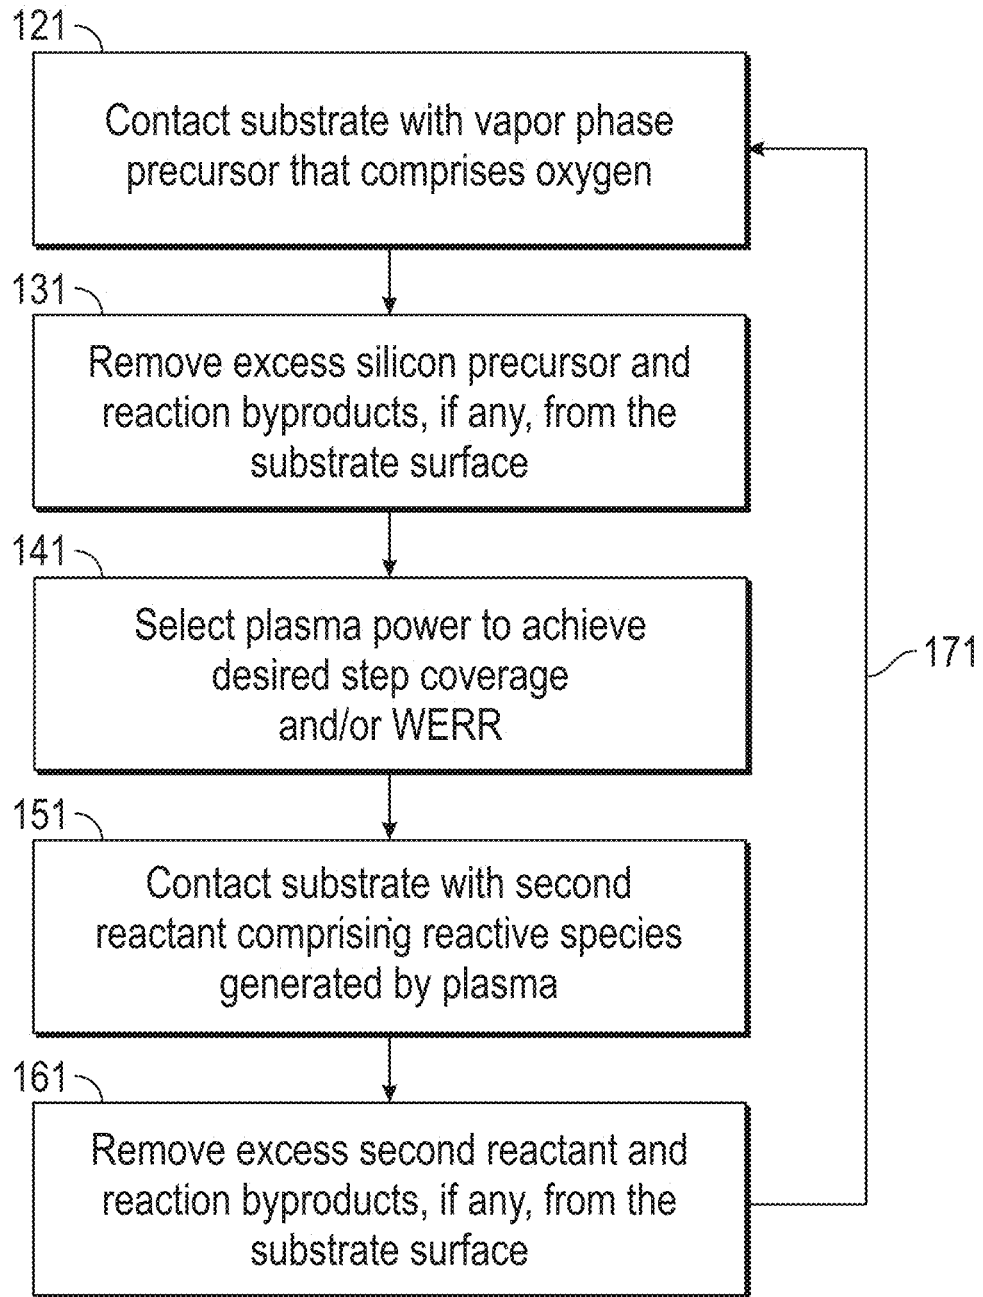 121
Contact substrate with vapor phase
precursor that comprises oxygen
131
Remove excess silicon precursor and
reaction byproducts, if any, from the
substrate surface
141
Select plasma power to achieve
desired step coverage
and/or WERR
171
151
Contact substrate with second
reactant comprising reactive species
generated by plasma
161
Remove excess second reactant and
reaction byproducts, if any, from the
substrate surface